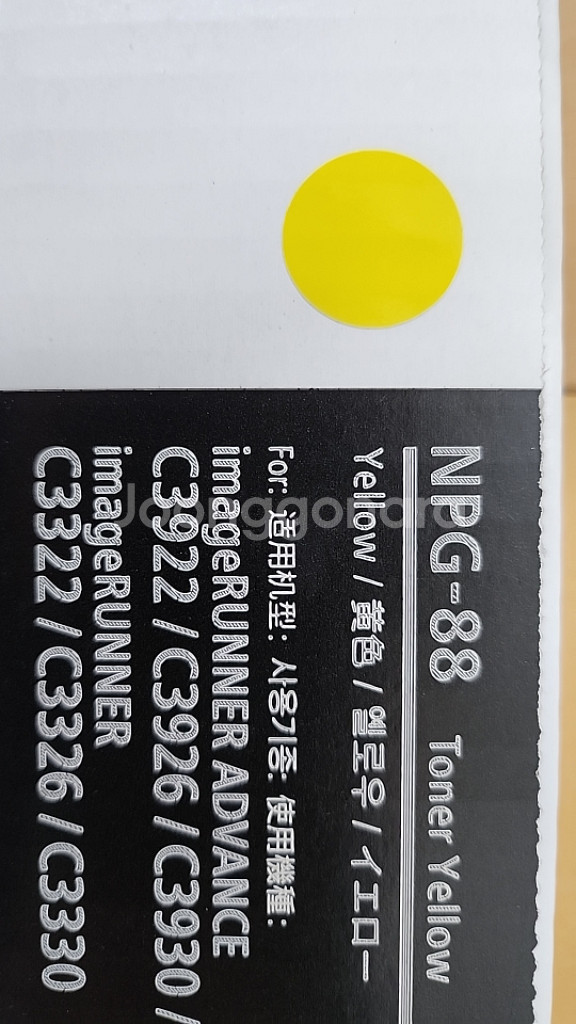 NPG-88 Toner Yellow
Yellow / 黄色 / 옐로우 / イエロー
For: 适用机型: 사용기종: 使用機種:
imageRUNNER ADVANCE
C3922 / C3926 / C3930 /
imageRUNNER
C3322 / C3326 / C3330
Joonggonara